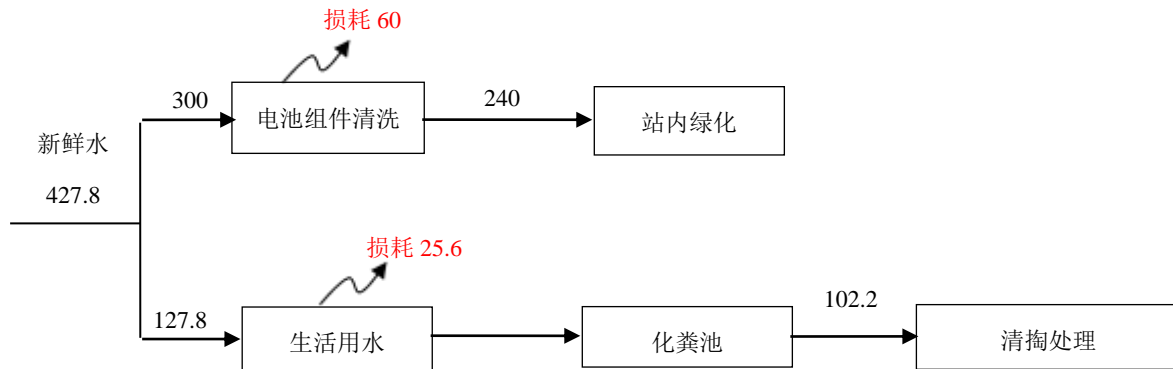 损耗 60
300
电池组件清洗
240
站内绿化
新鲜水
427.8
损耗 25.6
127.8
生活用水
化粪池
102.2
清掏处理